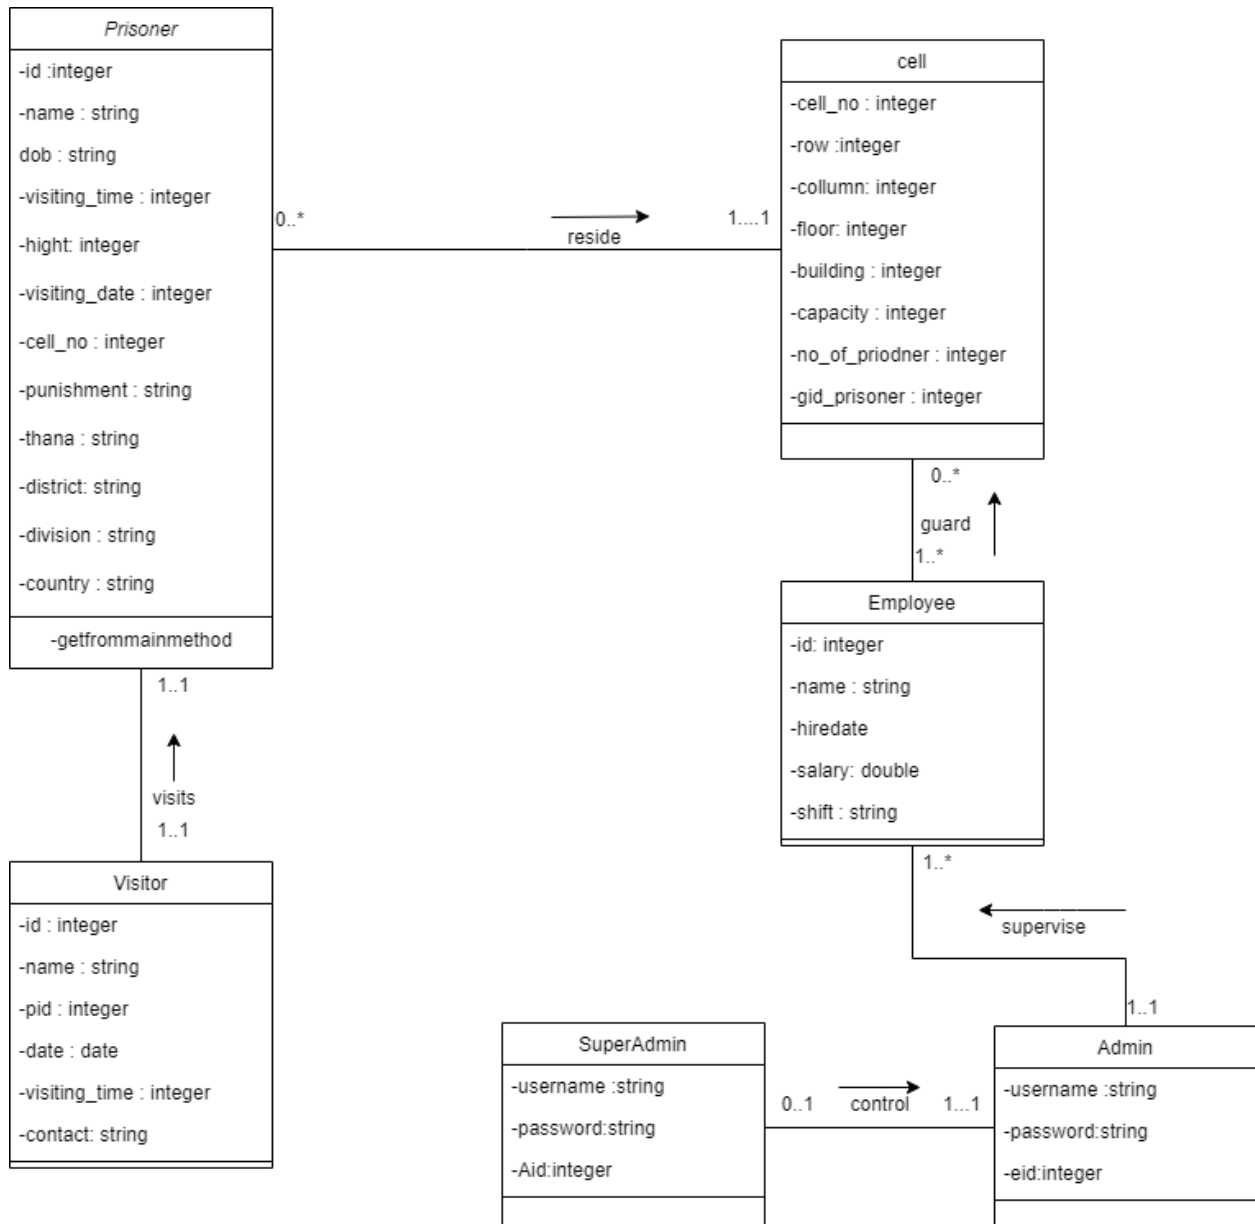 Prisoner
-id :integer
-name : string
dob : string
-visiting_time : integer
-hight: integer
-visiting_date : integer
-cell_no : integer
-punishment : string
-thana : string
-district: string
-division : string
-country : string
-getfrommainmethod
0..*
reside
1....1
cell
-cell_no : integer
-row :integer
-collumn: integer
-floor: integer
-building : integer
-capacity : integer
-no_of_priodner : integer
-gid_prisoner : integer
0..*
guard
1..*
Employee
-id: integer
-name : string
-hiredate
-salary: double
-shift : string
1..*
supervise
1..1
1..1
visits
1..1
Visitor
-id : integer
-name : string
-pid : integer
-date : date
-visiting_time : integer
-contact: string
SuperAdmin
-username :string
-password:string
-Aid:integer
0..1
control
1...1
Admin
-username :string
-password:string
-eid:integer